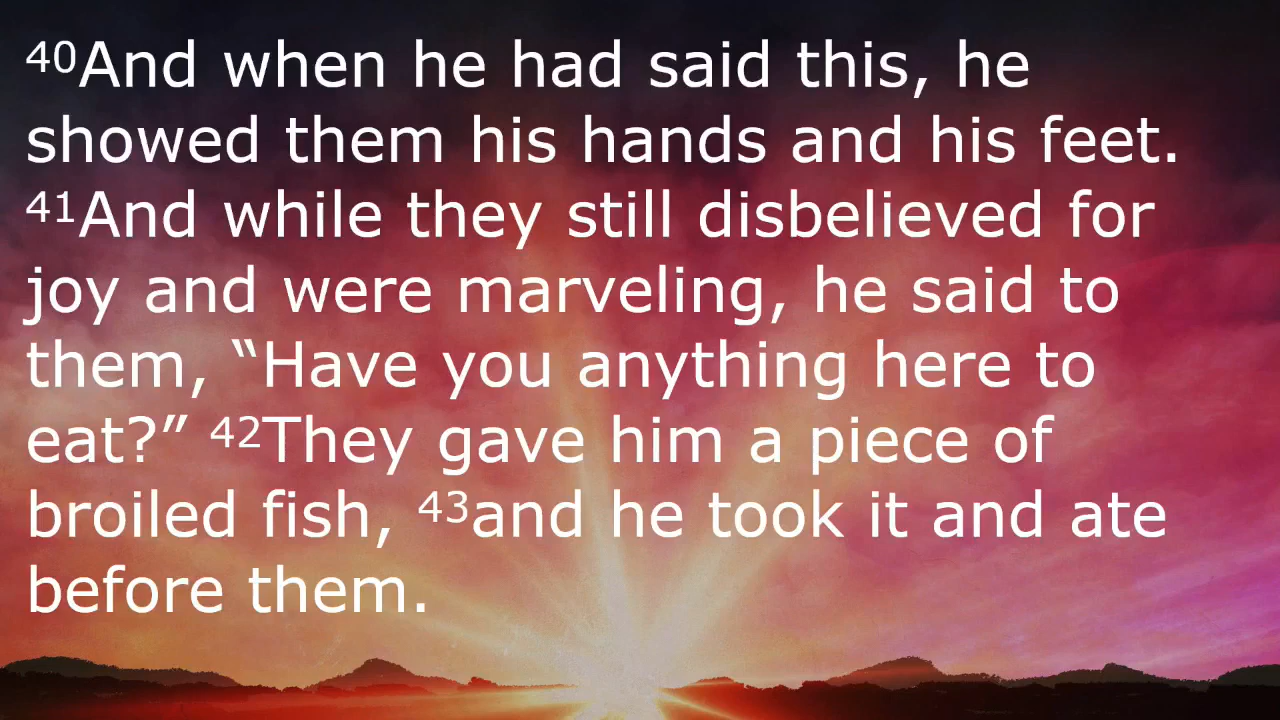 ⁴⁰And when he had said this, he
showed them his hands and his feet.
⁴¹And while they still disbelieved for
joy and were marveling, he said to
them, “Have you anything here to
eat?” ⁴²They gave him a piece of
broiled fish, ⁴³and he took it and ate
before them.